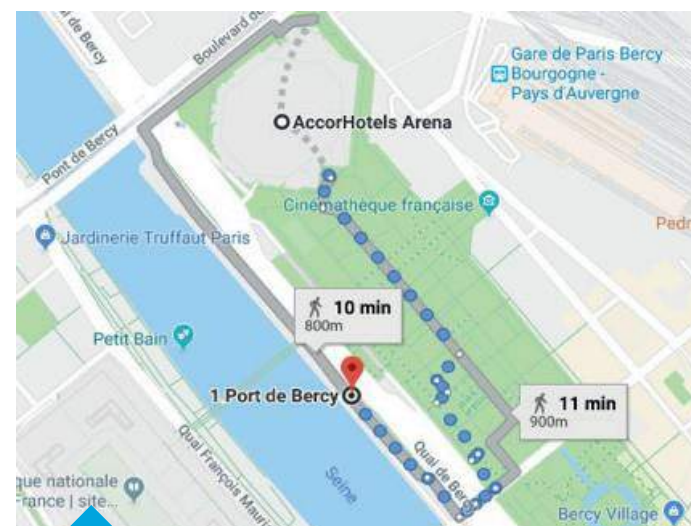 Pont de Bercy
Boulevard de
Gare de Paris Bercy
Bourgogne -
Pays d'Auvergne
AccorHotels Arena
Cinémathèque française
Jardinerie Truffaut Paris
10 min
800m
Petit Bain
1 Port de Bercy
11 min
900m
Quai de Bercy
Quai François Mauri
Seine
que nationale
rance | site...
Bercy Village